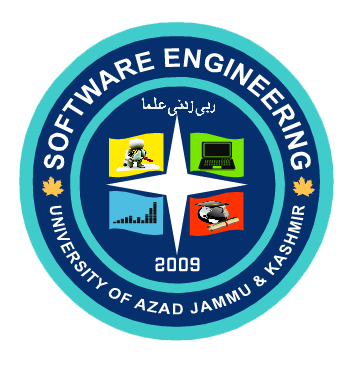 SOFTWARE ENGINEERING
ربی زدنی علما
2009
UNIVERSITY OF AZAD JAMMU & KASHMIR